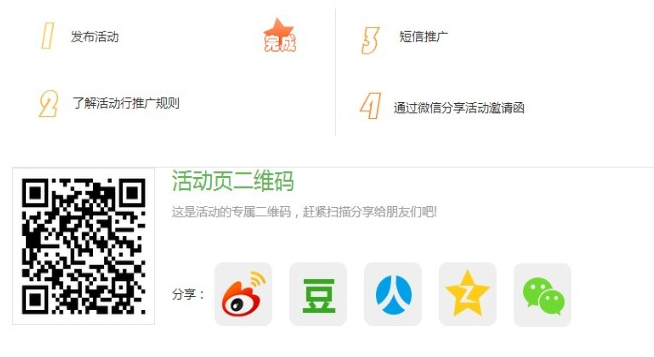 1 发布活动 完成
2 了解活动行推广规则
3 短信推广
4 通过微信分享活动邀请函
活动页二维码
这是活动的专属二维码，赶紧扫描分享给朋友们吧!
分享：
豆 人